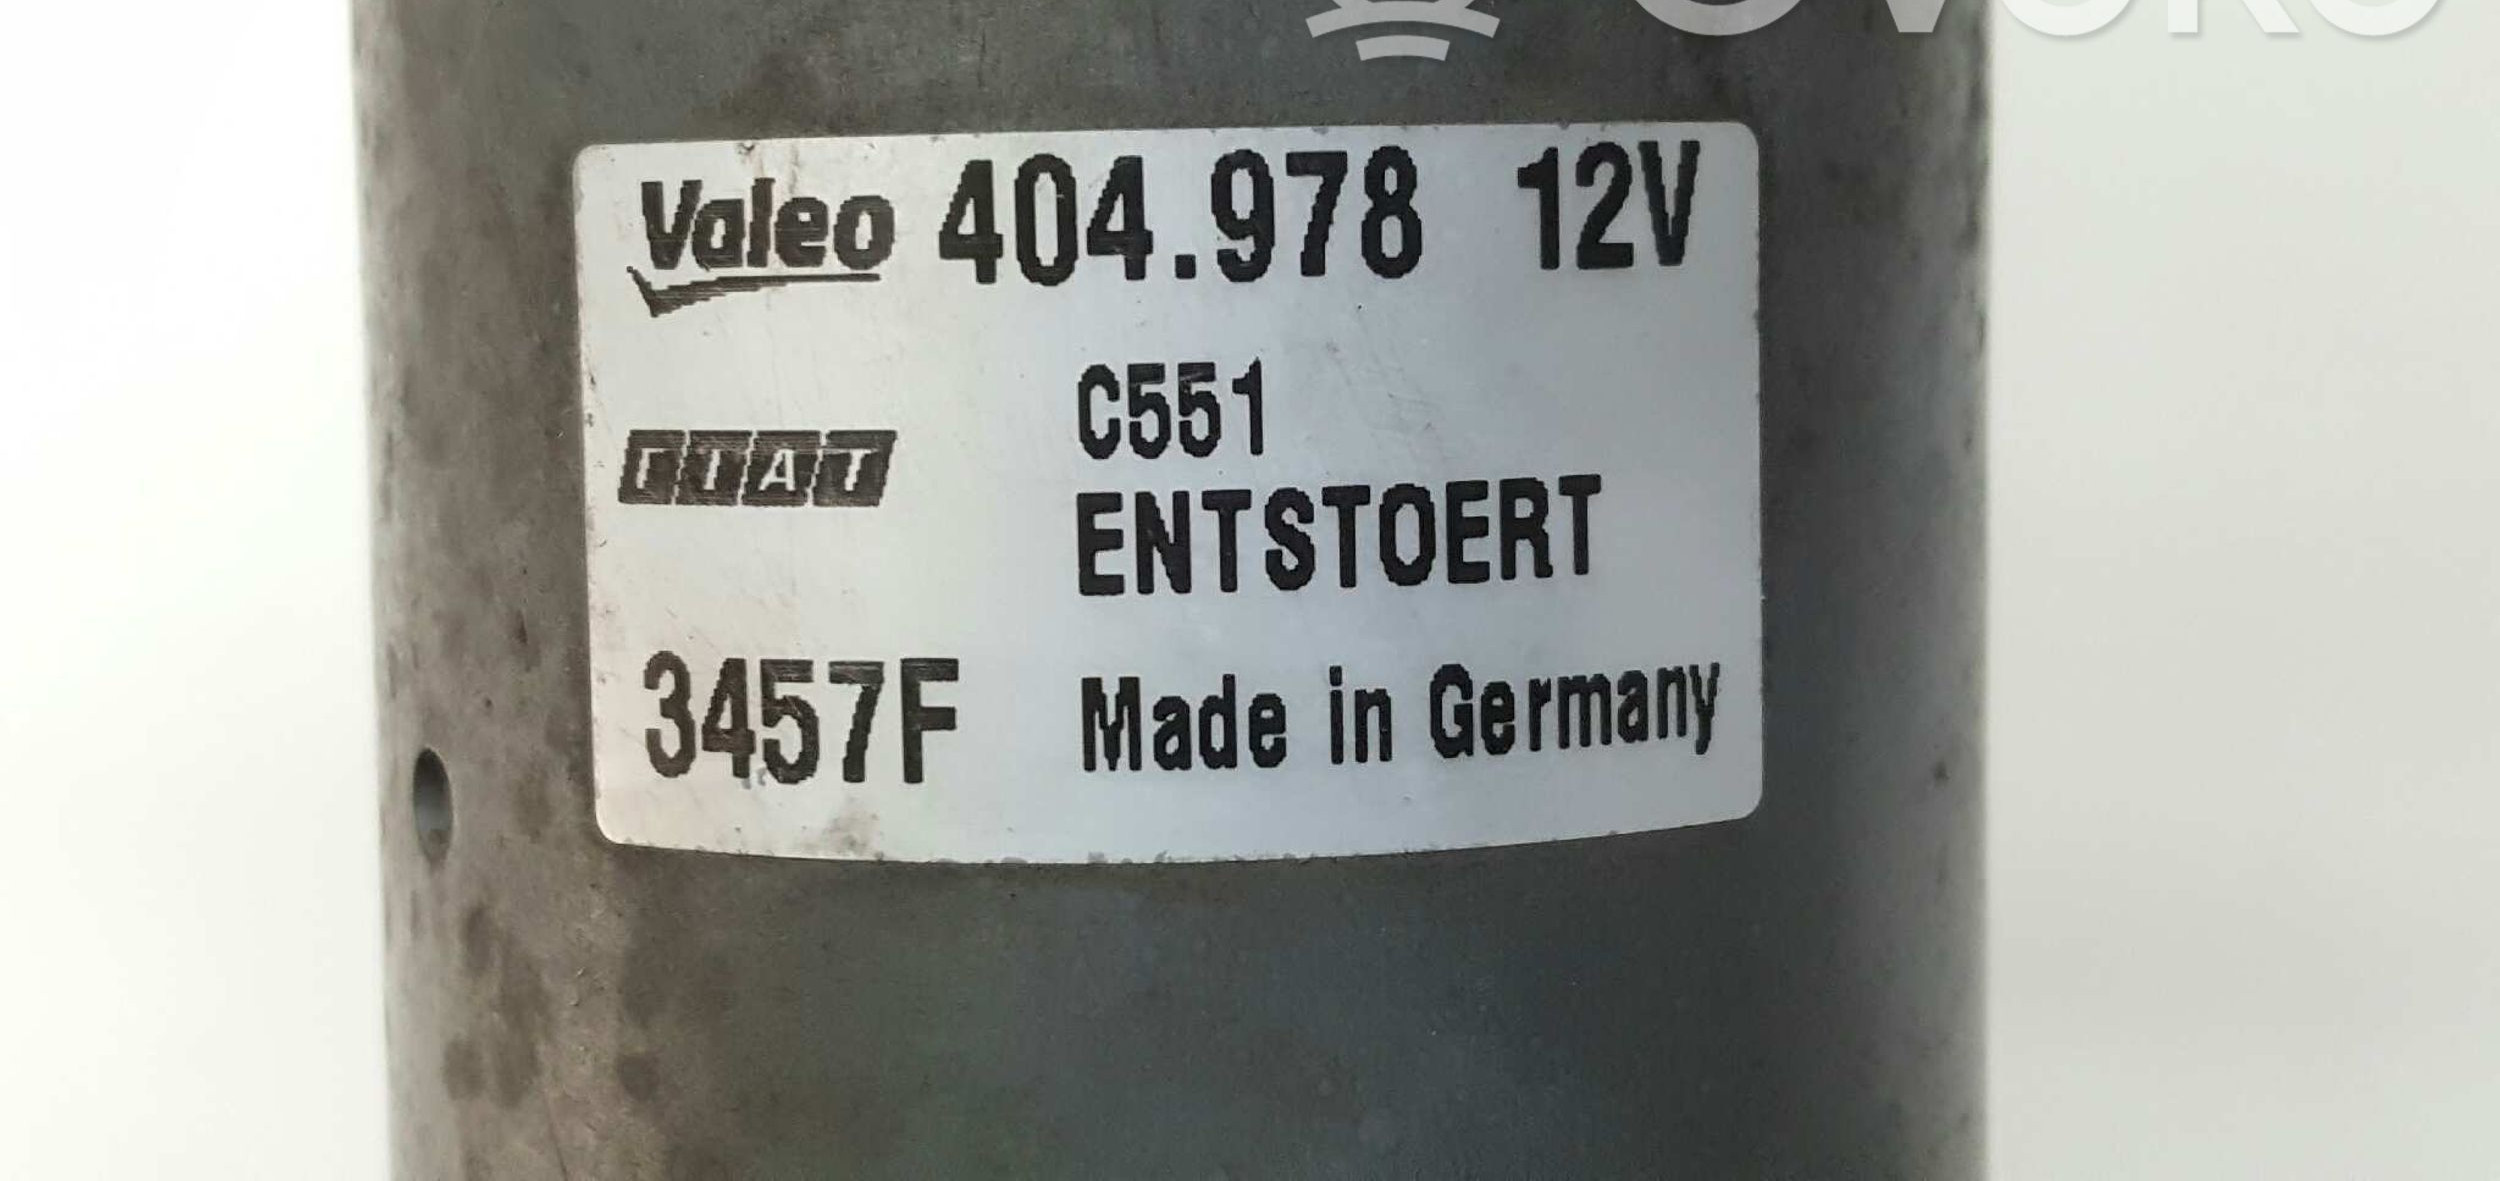 Valeo 404.978 12V
C551
FIAT
ENTSTOERT
3457F Made in Germany